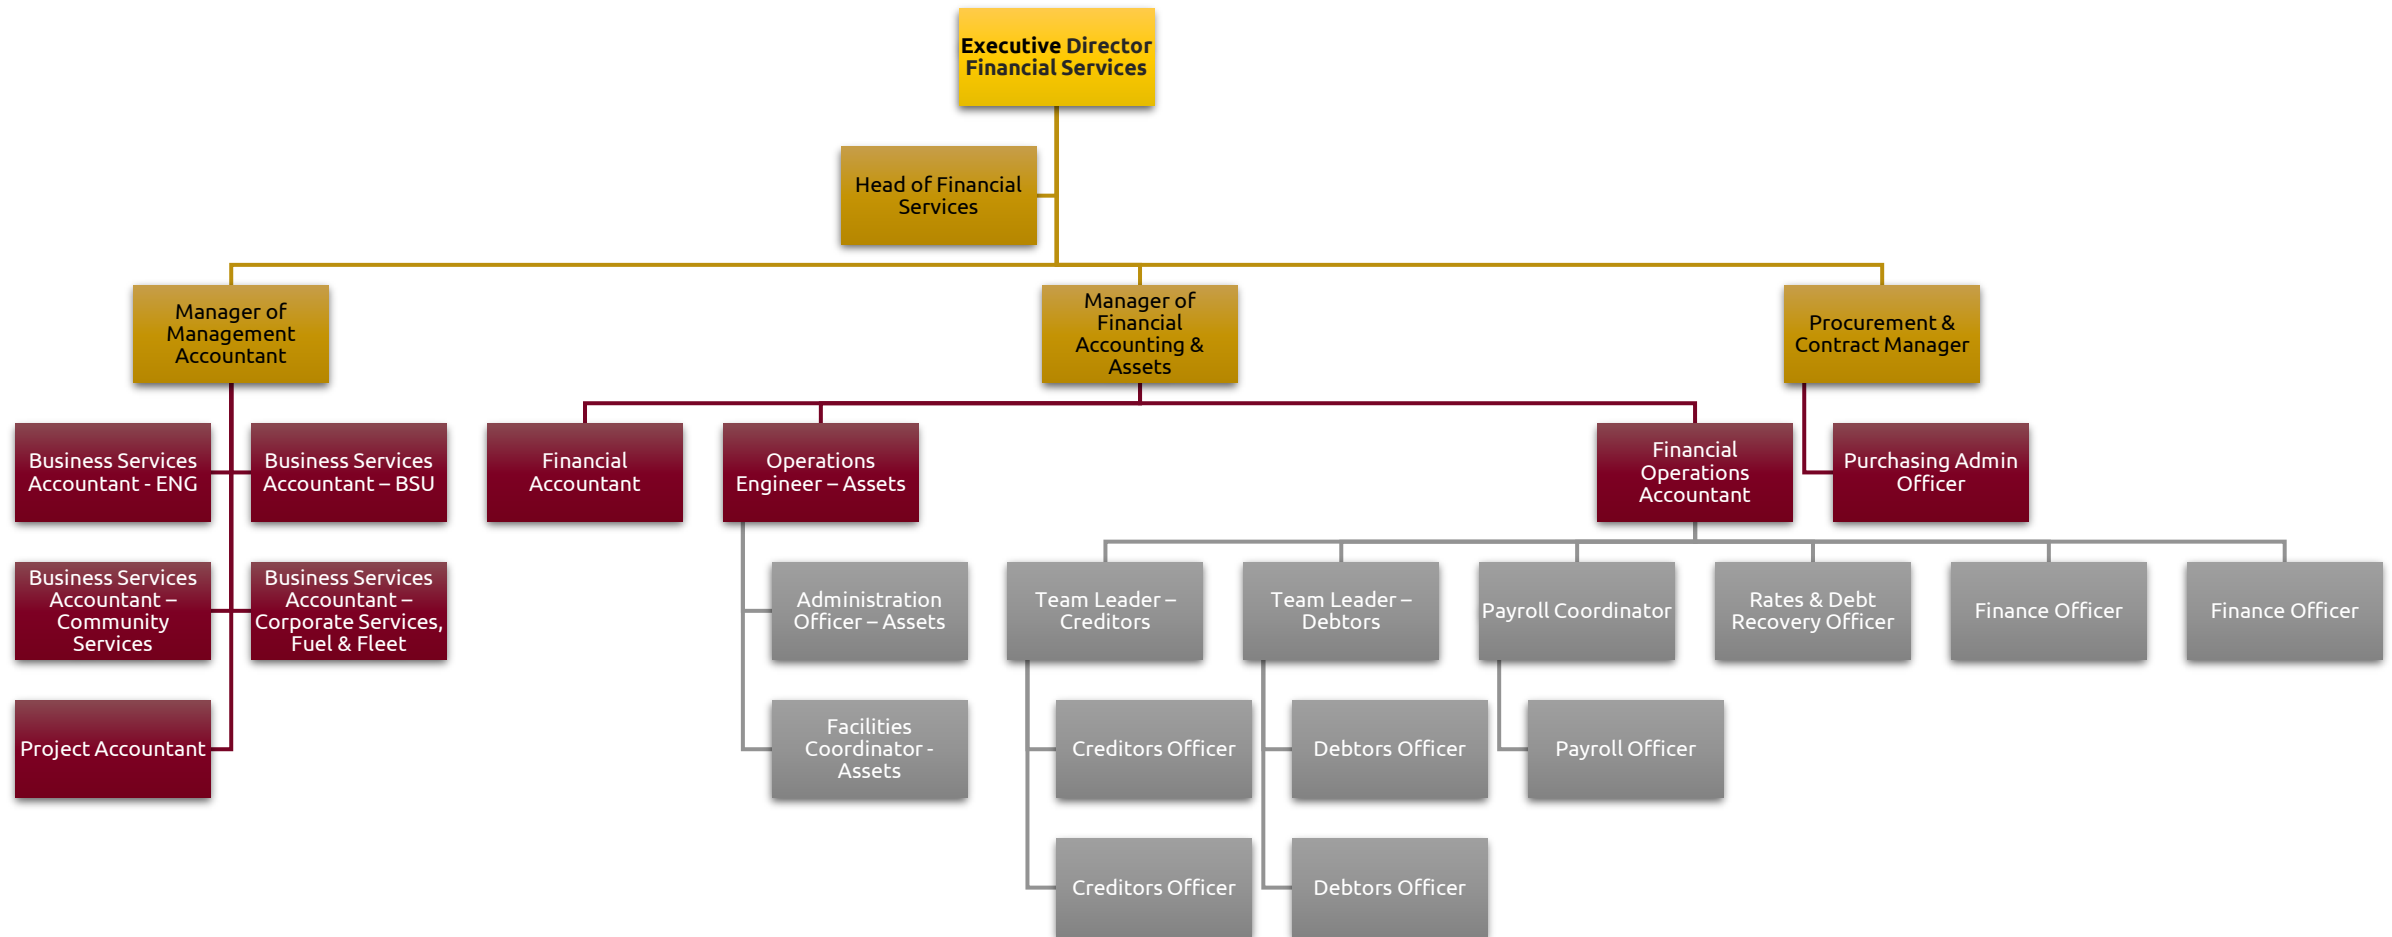 Executive Director
Financial Services
Head of Financial
Services
Manager of
Management
Accountant
Manager of
Financial
Accounting &
Assets
Procurement &
Contract Manager
Business Services
Accountant - ENG
Business Services
Accountant – BSU
Financial
Accountant
Operations
Engineer – Assets
Financial
Operations
Accountant
Purchasing Admin
Officer
Business Services
Accountant –
Community
Services
Business Services
Accountant –
Corporate Services,
Fuel & Fleet
Administration
Officer – Assets
Team Leader –
Creditors
Team Leader –
Debtors
Payroll Coordinator
Rates & Debt
Recovery Officer
Finance Officer
Finance Officer
Project Accountant
Facilities
Coordinator -
Assets
Creditors Officer
Debtors Officer
Payroll Officer
Creditors Officer
Debtors Officer